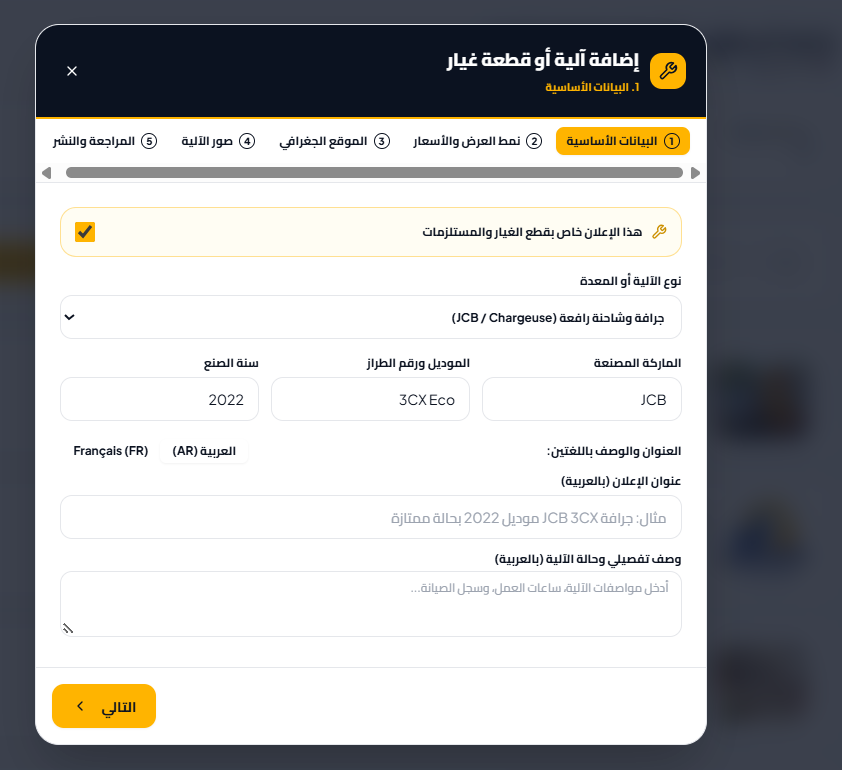 إضافة آلية أو قطعة غيار
1. البيانات الأساسية
1 البيانات الأساسية
2 نمط العرض والأسعار
3 الموقع الجغرافي
4 صور الآلية
5 المراجعة والنشر
هذا الإعلان خاص بقطع الغيار والمستلزمات
نوع الآلية أو المعدة
جرافة وشاحنة رافعة (JCB / Chargeuse)
الماركة المصنعة
JCB
الموديل ورقم الطراز
3CX Eco
سنة الصنع
2022
العنوان والوصف باللغتين:
العربية (AR)
Français (FR)
عنوان الإعلان (بالعربية)
مثال: جرافة JCB 3CX موديل 2022 بحالة ممتازة
وصف تفصيلي وحالة الآلية (بالعربية)
أدخل مواصفات الآلية، ساعات العمل، وسجل الصيانة...
التالي